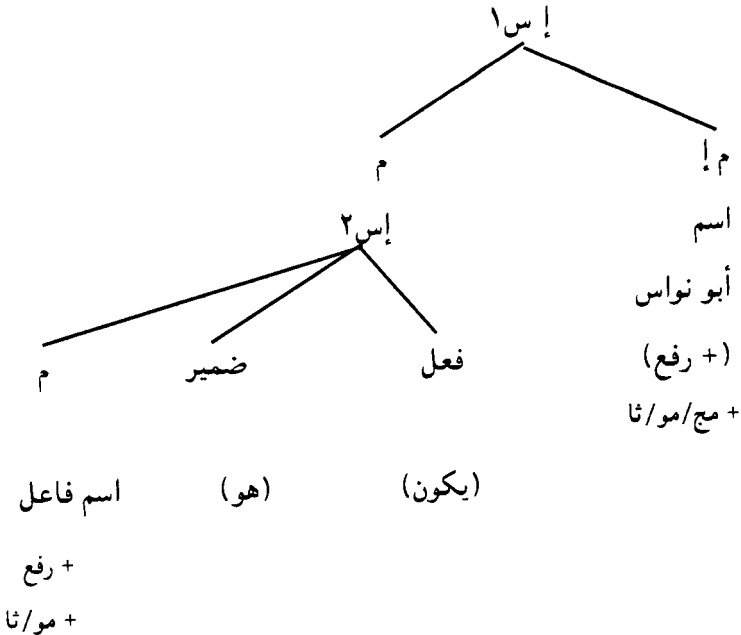 إ س١
م إ م
اسم إس٢
أبو نواس
(+ رفع) فعل ضمير م
+ مج/مو/ثا
(يكون) (هو) اسم فاعل
+ رفع
+ مو/ثا